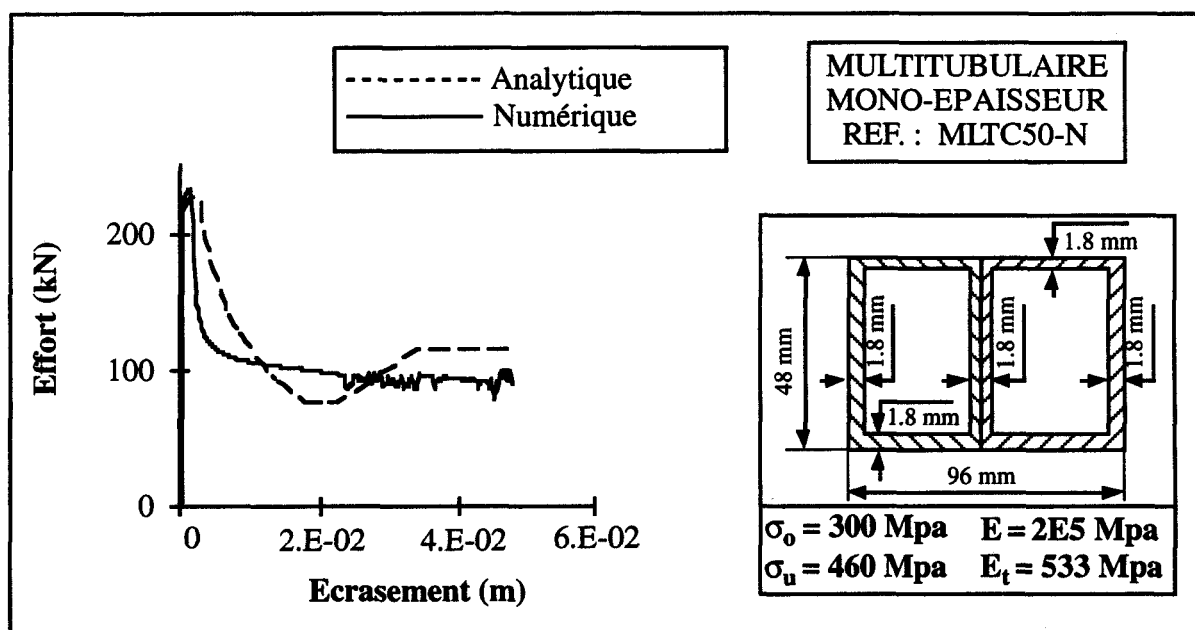 Analytique
Numérique
MULTITUBULAIRE
MONO-EPAISSEUR
REF. : MLTC50-N
Effort (kN)
200
100
0
0
2.E-02
4.E-02
6.E-02
Ecrasement (m)
1.8 mm
48 mm
1.8 mm
1.8 mm
1.8 mm
1.8 mm
96 mm
σo = 300 Mpa E = 2E5 Mpa
σu = 460 Mpa Et = 533 Mpa